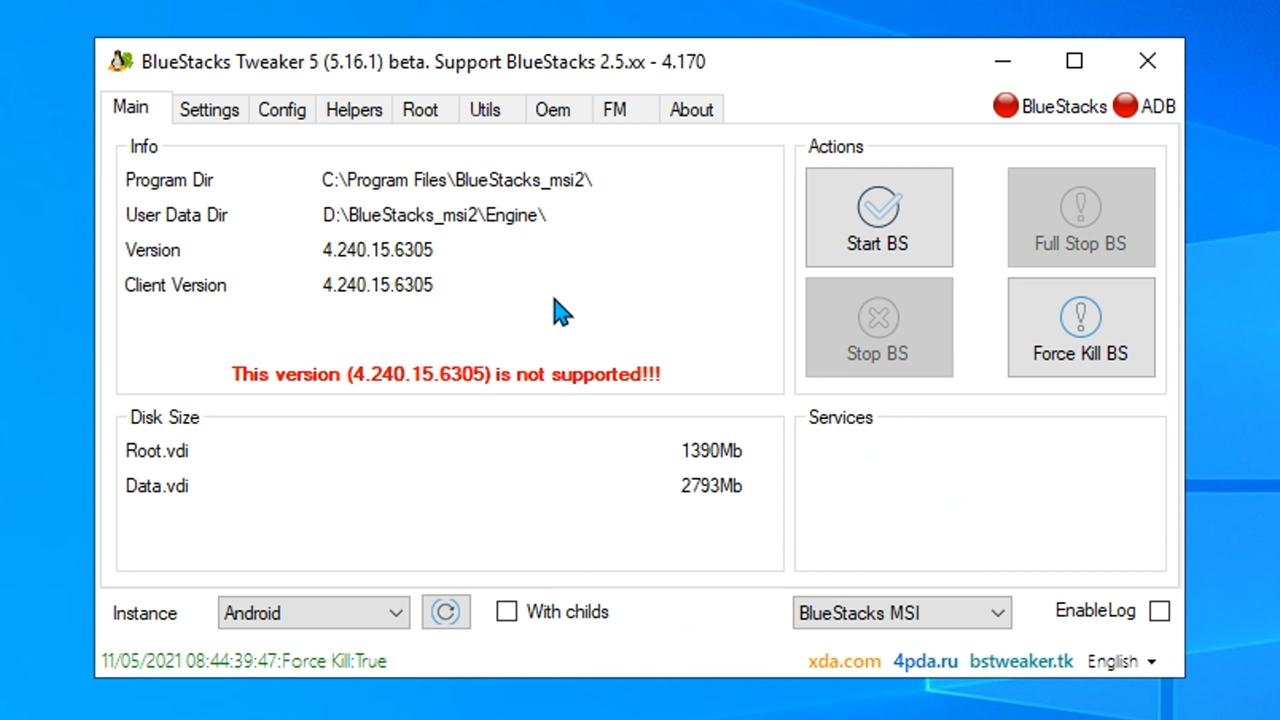 BlueStacks Tweaker 5 (5.16.1) beta. Support BlueStacks 2.5.xx - 4.170
Main Settings Config Helpers Root Utils Oem FM About BlueStacks ADB
Info
Program Dir C:\Program Files\BlueStacks_msi2\
User Data Dir D:\BlueStacks_msi2\Engine\
Version 4.240.15.6305
Client Version 4.240.15.6305
This version (4.240.15.6305) is not supported!!!
Actions
Start BS Full Stop BS
Stop BS Force Kill BS
Disk Size
Root.vdi 1390Mb
Data.vdi 2793Mb
Services
Instance Android With childs BlueStacks MSI EnableLog
11/05/2021 08:44:39:47:Force Kill:True xda.com 4pda.ru bstweaker.tk English